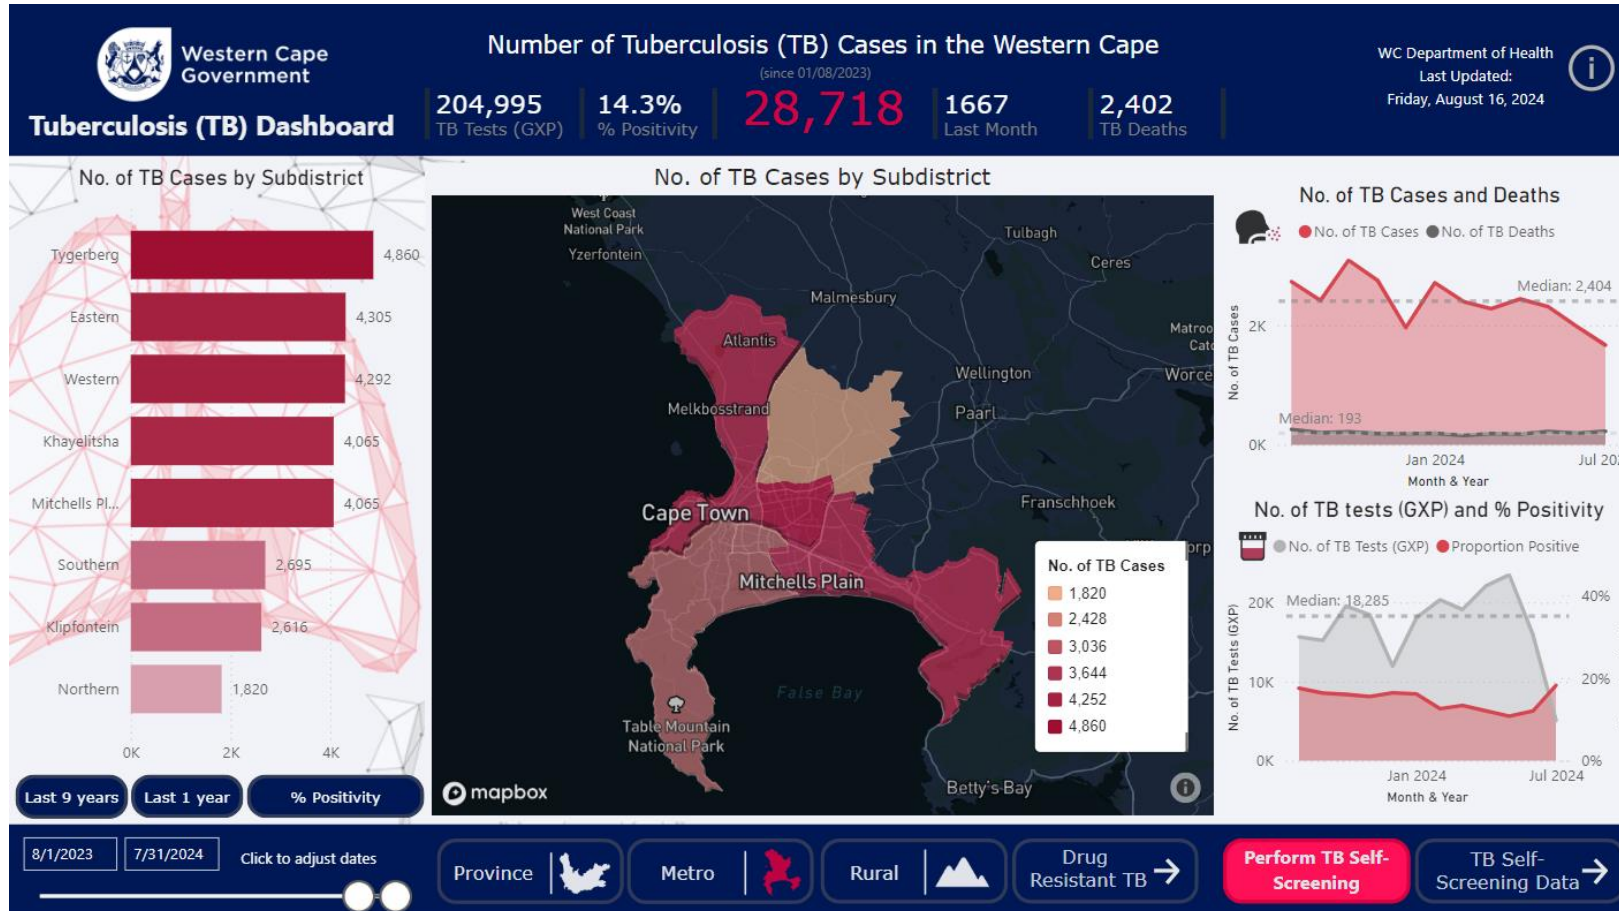 Western Cape
Government
Tuberculosis (TB) Dashboard
Number of Tuberculosis (TB) Cases in the Western Cape
(since 01/08/2023)
204,995
TB Tests (GXP)
14.3%
% Positivity
28,718
1667
Last Month
2,402
TB Deaths
WC Department of Health
Last Updated:
Friday, August 16, 2024
i
No. of TB Cases by Subdistrict
Tygerberg
4,860
Eastern
4,305
Western
4,292
Khayelitsha
4,065
Mitchells Pl...
4,065
Southern
2,695
Klipfontein
2,616
Northern
1,820
0K
2K
4K
Last 9 years
Last 1 year
% Positivity
No. of TB Cases by Subdistrict
West Coast
National Park
Yzerfontein
Tulbagh
Ceres
Malmesbury
Matroo
Cato
Atlantis
Wellington
Worce
Melkbosstrand
Paarl
Franschhoek
Cape Town
orp
Mitchells Plain
False Bay
Table Mountain
National Park
Betty's Bay
No. of TB Cases
1,820
2,428
3,036
3,644
4,252
4,860
mapbox
i
No. of TB Cases and Deaths
No. of TB Cases
No. of TB Deaths
Median: 2,404
2K
No. of TB Cases
Median: 193
0K
Jan 2024
Jul 202
Month & Year
No. of TB tests (GXP) and % Positivity
No. of TB Tests (GXP)
Proportion Positive
20K
Median: 18,285
40%
No. of TB Tests (GXP)
10K
20%
0K
0%
Jan 2024
Jul 2024
Month & Year
8/1/2023
7/31/2024
Click to adjust dates
Province
Metro
Rural
Drug
Resistant TB
Perform TB Self-
Screening
TB Self-
Screening Data